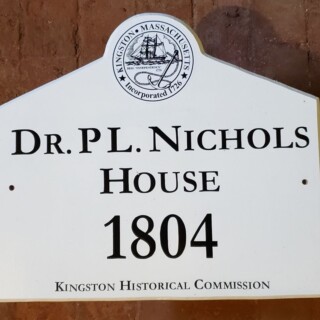 KINGSTON · MASSACHUSETTS
Incorporated 1726
DR. P L. NICHOLS
HOUSE
1804
KINGSTON HISTORICAL COMMISSION